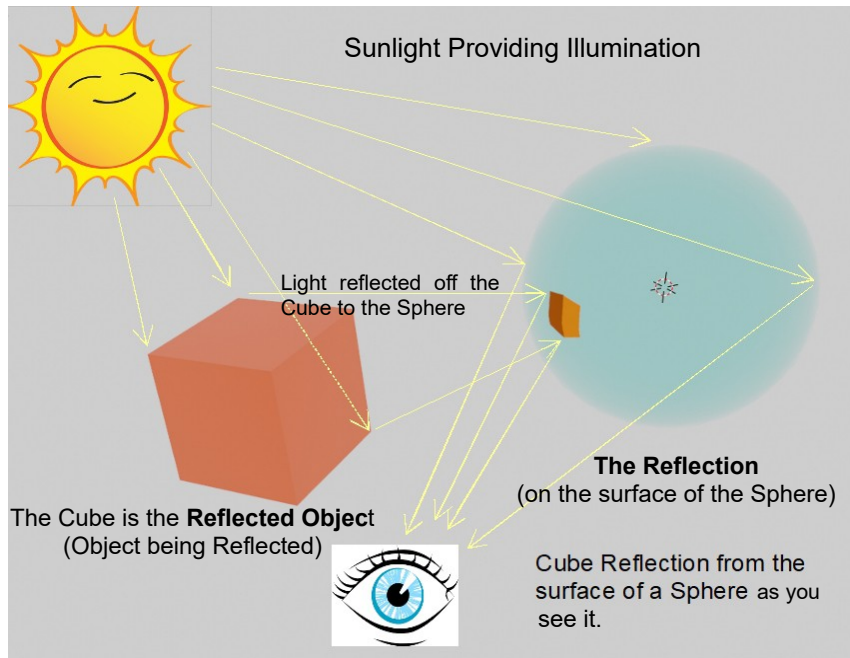 Sunlight Providing Illumination
Light reflected off the
Cube to the Sphere
The Reflection
(on the surface of the Sphere)
The Cube is the Reflected Object
(Object being Reflected)
Cube Reflection from the
surface of a Sphere as you
see it.